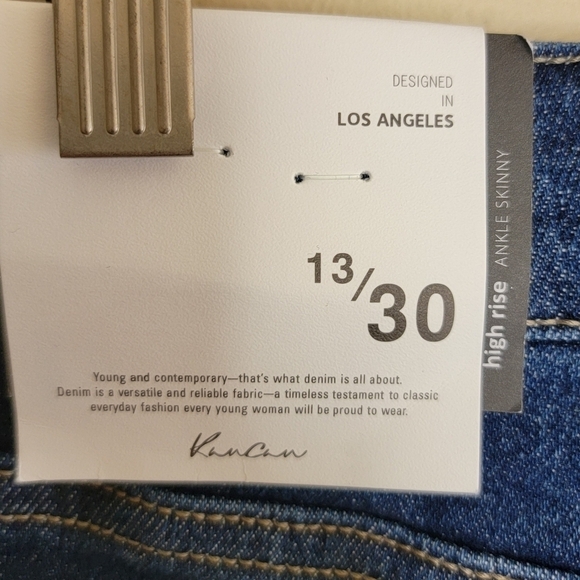 DESIGNED
IN
LOS ANGELES
high rise ANKLE SKINNY
13/30
Young and contemporary—that's what denim is all about.
Denim is a versatile and reliable fabric—a timeless testament to classic
everyday fashion every young woman will be proud to wear.
KanCan